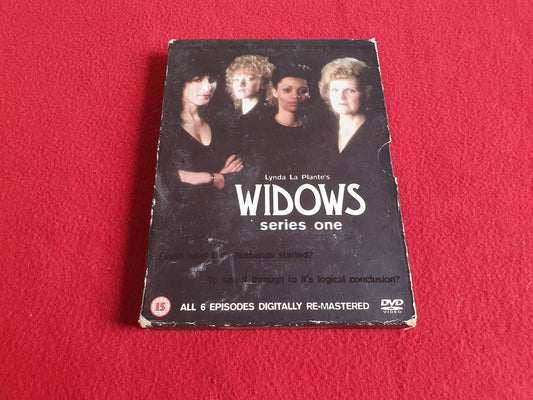 Lynda La Plante's
WIDOWS
series one
husbands started?
To see it through to it's logical conclusion?
15
ALL 6 EPISODES DIGITALLY RE-MASTERED
DVD
VIDEO